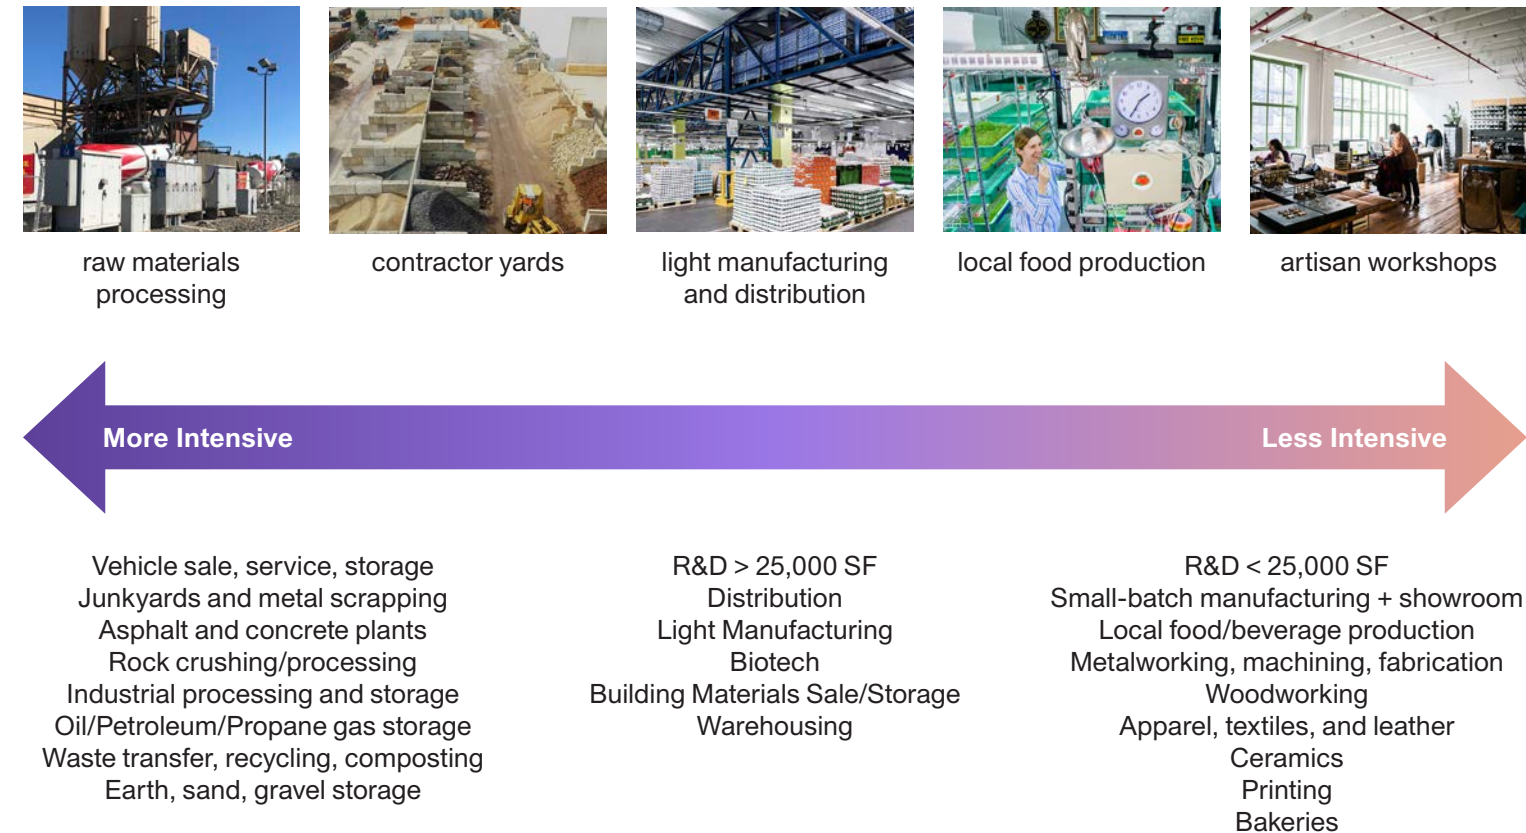 raw materials
processing
contractor yards
light manufacturing
and distribution
local food production
artisan workshops
More Intensive
Less Intensive
Vehicle sale, service, storage
Junkyards and metal scrapping
Asphalt and concrete plants
Rock crushing/processing
Industrial processing and storage
Oil/Petroleum/Propane gas storage
Waste transfer, recycling, composting
Earth, sand, gravel storage
R&D > 25,000 SF
Distribution
Light Manufacturing
Biotech
Building Materials Sale/Storage
Warehousing
R&D < 25,000 SF
Small-batch manufacturing + showroom
Local food/beverage production
Metalworking, machining, fabrication
Woodworking
Apparel, textiles, and leather
Ceramics
Printing
Bakeries